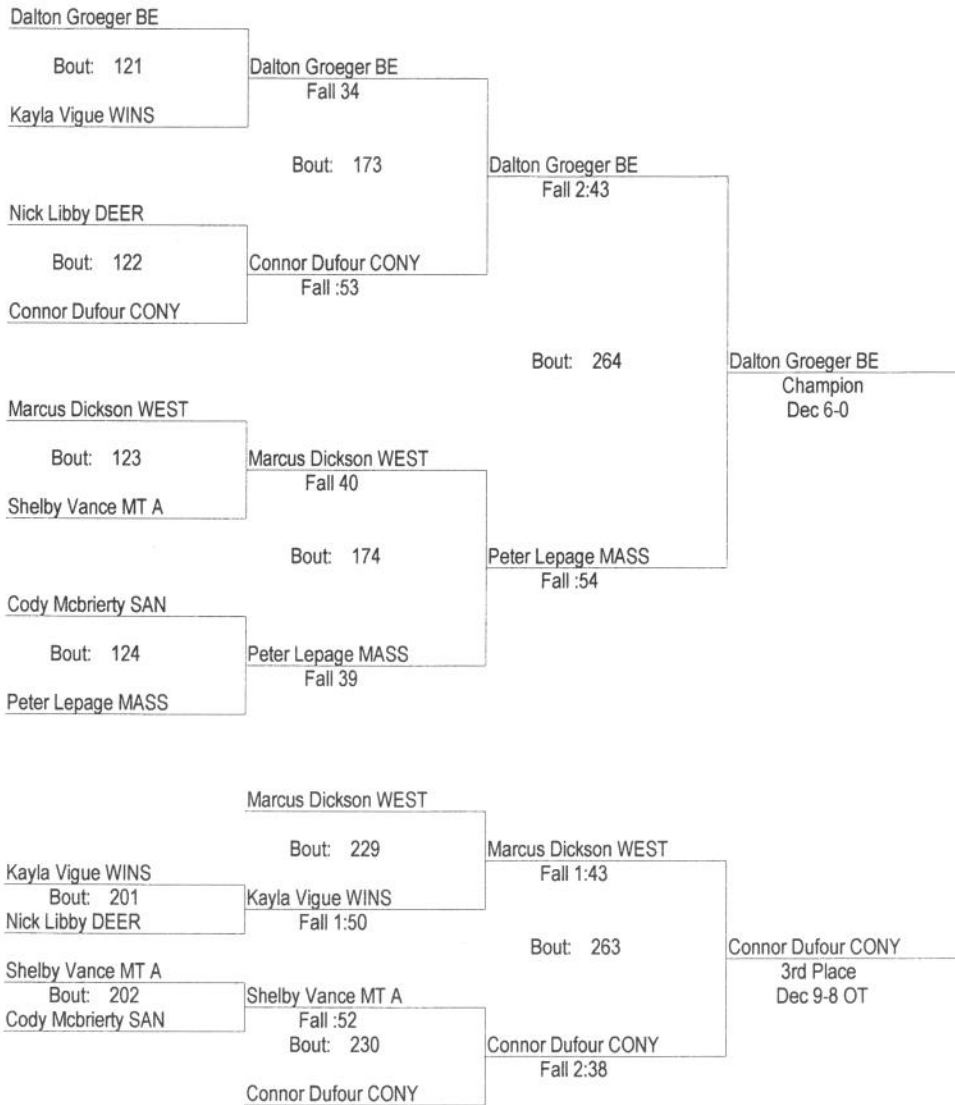 Dalton Groeger BE
Bout: 121
Dalton Groeger BE
Fall 34
Kayla Vigue WINS
Bout: 173
Dalton Groeger BE
Fall 2:43
Nick Libby DEER
Bout: 122
Connor Dufour CONY
Fall :53
Connor Dufour CONY
Bout: 264
Dalton Groeger BE
Champion
Dec 6-0
Marcus Dickson WEST
Bout: 123
Marcus Dickson WEST
Fall 40
Shelby Vance MT A
Bout: 174
Peter Lepage MASS
Fall :54
Cody Mcbrierty SAN
Bout: 124
Peter Lepage MASS
Fall 39
Peter Lepage MASS
Marcus Dickson WEST
Bout: 229
Marcus Dickson WEST
Fall 1:43
Kayla Vigue WINS
Bout: 201
Kayla Vigue WINS
Fall 1:50
Nick Libby DEER
Bout: 263
Connor Dufour CONY
3rd Place
Dec 9-8 OT
Shelby Vance MT A
Bout: 202
Shelby Vance MT A
Fall :52
Cody Mcbrierty SAN
Bout: 230
Connor Dufour CONY
Fall 2:38
Connor Dufour CONY